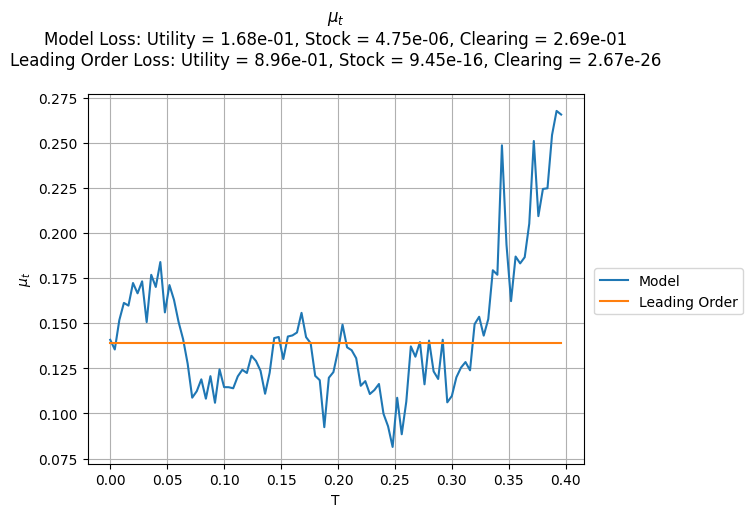 μₜ
Model Loss: Utility = 1.68e-01, Stock = 4.75e-06, Clearing = 2.69e-01
Leading Order Loss: Utility = 8.96e-01, Stock = 9.45e-16, Clearing = 2.67e-26
0.275
0.250
0.225
0.200
0.175
0.150
0.125
0.100
0.075
μₜ
0.00
0.05
0.10
0.15
0.20
0.25
0.30
0.35
0.40
T
Model
Leading Order